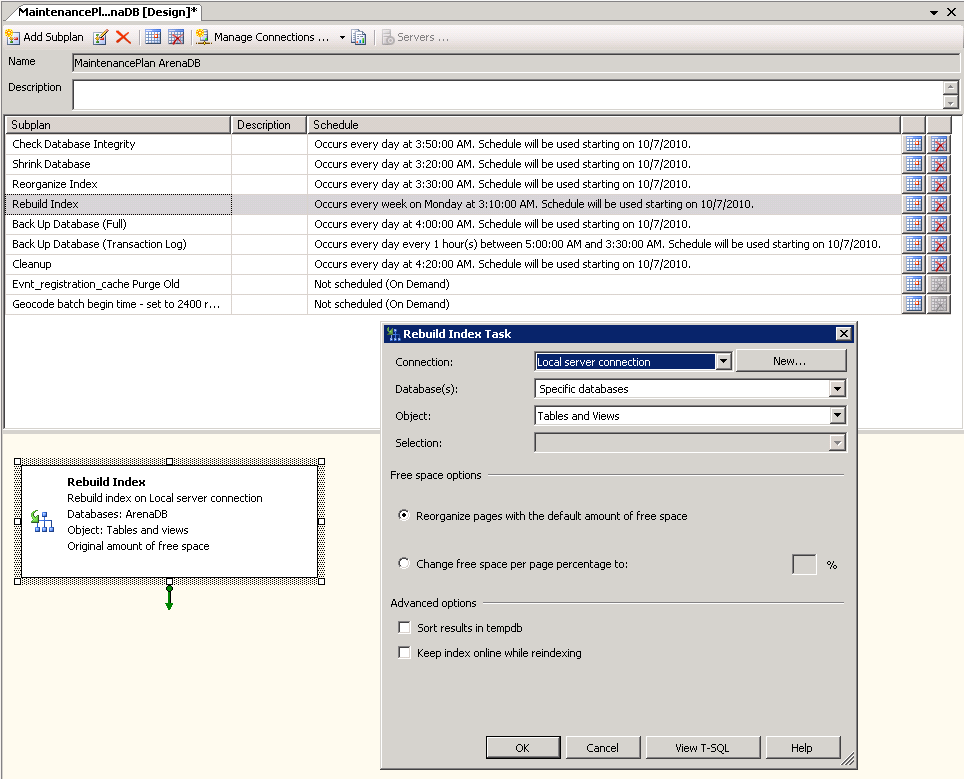 MaintenancePl...naDB [Design]*
Add Subplan Manage Connections ... Servers ...
Name MaintenancePlan ArenaDB
Description
Subplan Description Schedule
Check Database Integrity Occurs every day at 3:50:00 AM. Schedule will be used starting on 10/7/2010.
Shrink Database Occurs every day at 3:20:00 AM. Schedule will be used starting on 10/7/2010.
Reorganize Index Occurs every day at 3:30:00 AM. Schedule will be used starting on 10/7/2010.
Rebuild Index Occurs every week on Monday at 3:10:00 AM. Schedule will be used starting on 10/7/2010.
Back Up Database (Full) Occurs every day at 4:00:00 AM. Schedule will be used starting on 10/7/2010.
Back Up Database (Transaction Log) Occurs every day every 1 hour(s) between 5:00:00 AM and 3:30:00 AM. Schedule will be used starting on 10/7/2010.
Cleanup Occurs every day at 4:20:00 AM. Schedule will be used starting on 10/7/2010.
Evnt_registration_cache Purge Old Not scheduled (On Demand)
Geocode batch begin time - set to 2400 r... Not scheduled (On Demand)
Rebuild Index Task
Connection: Local server connection New...
Database(s): Specific databases
Object: Tables and Views
Selection:
Free space options
Reorganize pages with the default amount of free space
Change free space per page percentage to: %
Advanced options
Sort results in tempdb
Keep index online while reindexing
OK Cancel View T-SQL Help
Rebuild Index
Rebuild index on Local server connection
Databases: ArenaDB
Object: Tables and views
Original amount of free space